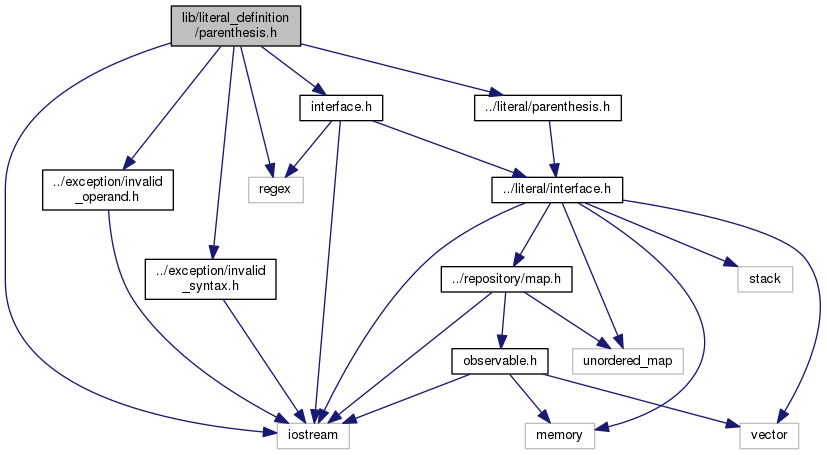 lib/literal_definition
/parenthesis.h
interface.h
../literal/parenthesis.h
../exception/invalid
_operand.h
regex
../literal/interface.h
../exception/invalid
_syntax.h
../repository/map.h
stack
observable.h
unordered_map
iostream
memory
vector